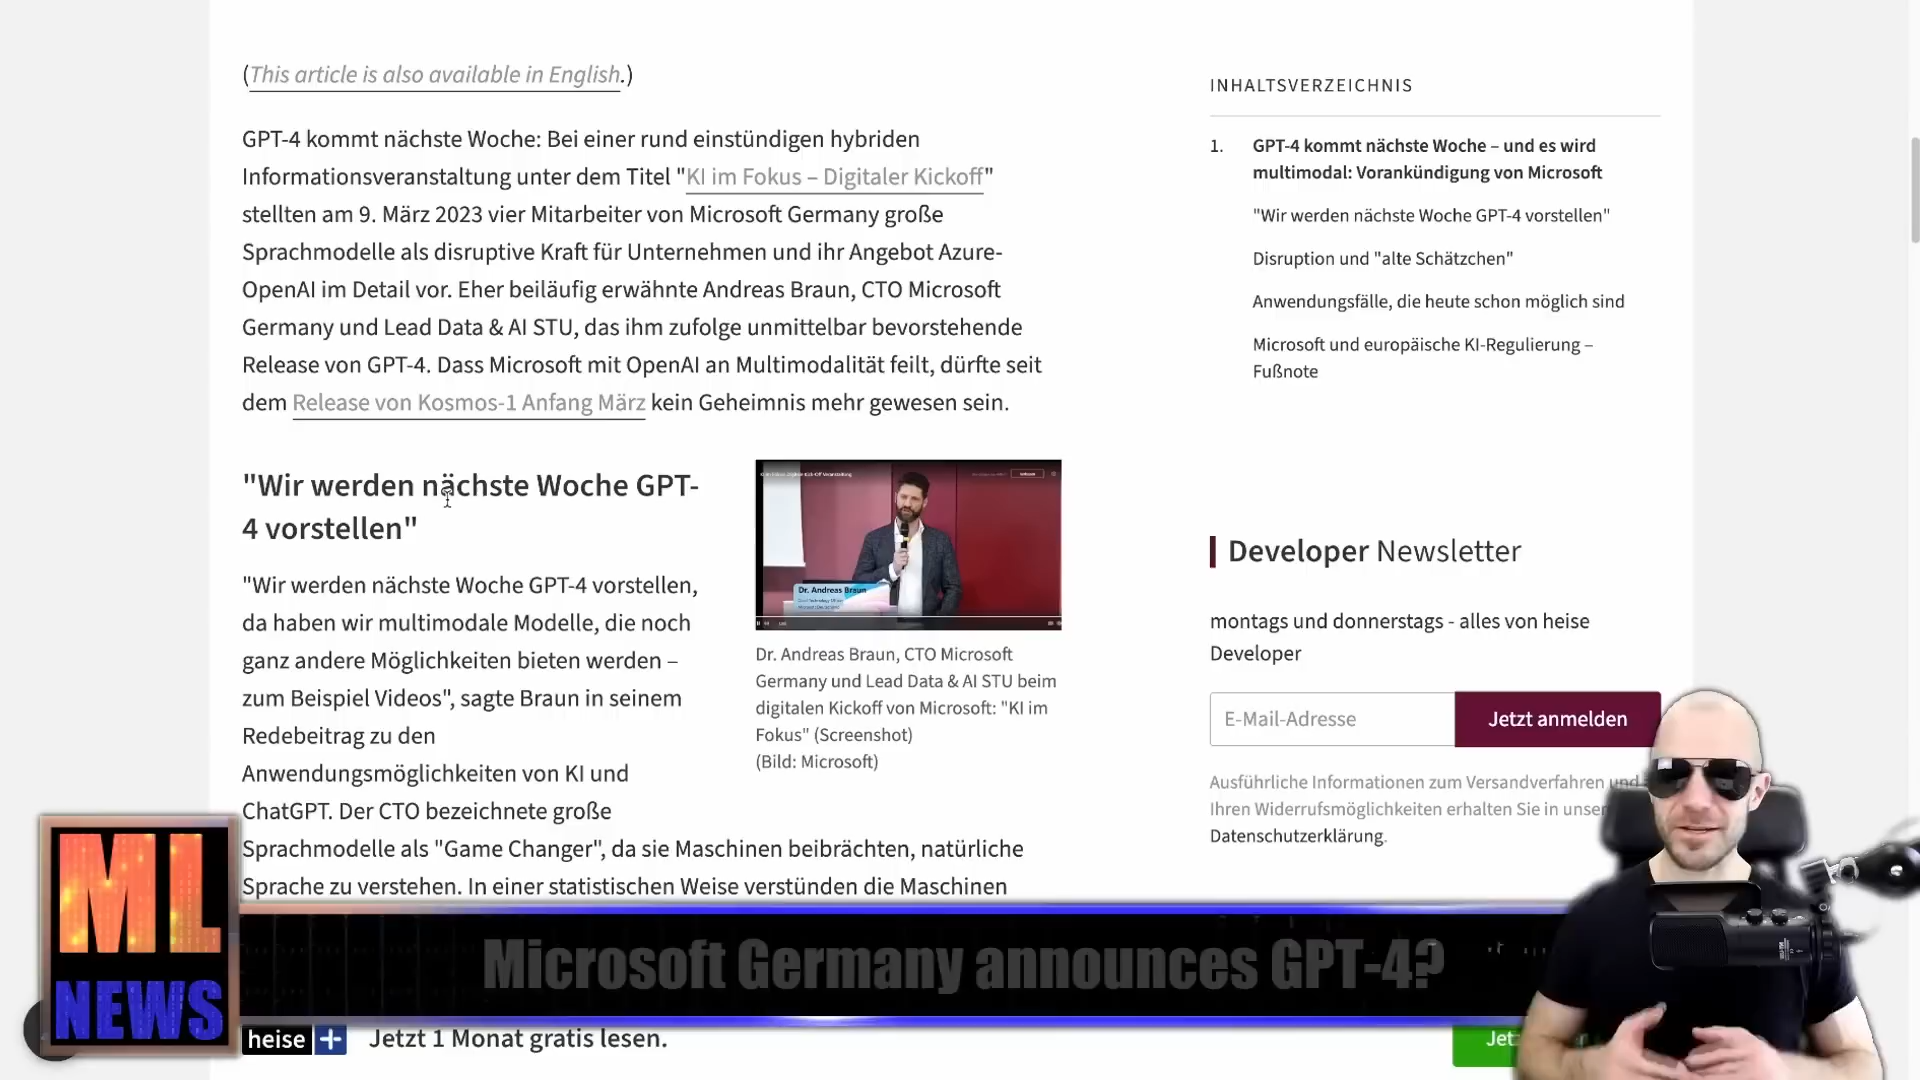 (This article is also available in English.)
GPT-4 kommt nächste Woche: Bei einer rund einstündigen hybriden
Informationsveranstaltung unter dem Titel "KI im Fokus – Digitaler Kickoff"
stellten am 9. März 2023 vier Mitarbeiter von Microsoft Germany große
Sprachmodelle als disruptive Kraft für Unternehmen und ihr Angebot Azure-
OpenAI im Detail vor. Eher beiläufig erwähnte Andreas Braun, CTO Microsoft
Germany und Lead Data & AI STU, das ihm zufolge unmittelbar bevorstehende
Release von GPT-4. Dass Microsoft mit OpenAI an Multimodalität feilt, dürfte seit
dem Release von Kosmos-1 Anfang März kein Geheimnis mehr gewesen sein.
"Wir werden nächste Woche GPT-
4 vorstellen"
"Wir werden nächste Woche GPT-4 vorstellen,
da haben wir multimodale Modelle, die noch
ganz andere Möglichkeiten bieten werden –
zum Beispiel Videos", sagte Braun in seinem
Redebeitrag zu den
Anwendungsmöglichkeiten von KI und
ChatGPT. Der CTO bezeichnete große
Sprachmodelle als "Game Changer", da sie Maschinen beibrächten, natürliche
Sprache zu verstehen. In einer statistischen Weise verstünden die Maschinen
Dr. Andreas Braun
Dr. Andreas Braun, CTO Microsoft
Germany und Lead Data & AI STU beim
digitalen Kickoff von Microsoft: "KI im
Fokus" (Screenshot)
(Bild: Microsoft)
INHALTSVERZEICHNIS
1. GPT-4 kommt nächste Woche – und es wird
multimodal: Vorankündigung von Microsoft
"Wir werden nächste Woche GPT-4 vorstellen"
Disruption und "alte Schätzchen"
Anwendungsfälle, die heute schon möglich sind
Microsoft und europäische KI-Regulierung –
Fußnote
Developer Newsletter
montags und donnerstags - alles von heise
Developer
E-Mail-Adresse
Jetzt anmelden
Ausführliche Informationen zum Versandverfahren und
Ihren Widerrufsmöglichkeiten erhalten Sie in unser
Datenschutzerklärung.
ML
NEWS
Microsoft Germany announces GPT-4?
heise + Jetzt 1 Monat gratis lesen.
Jet